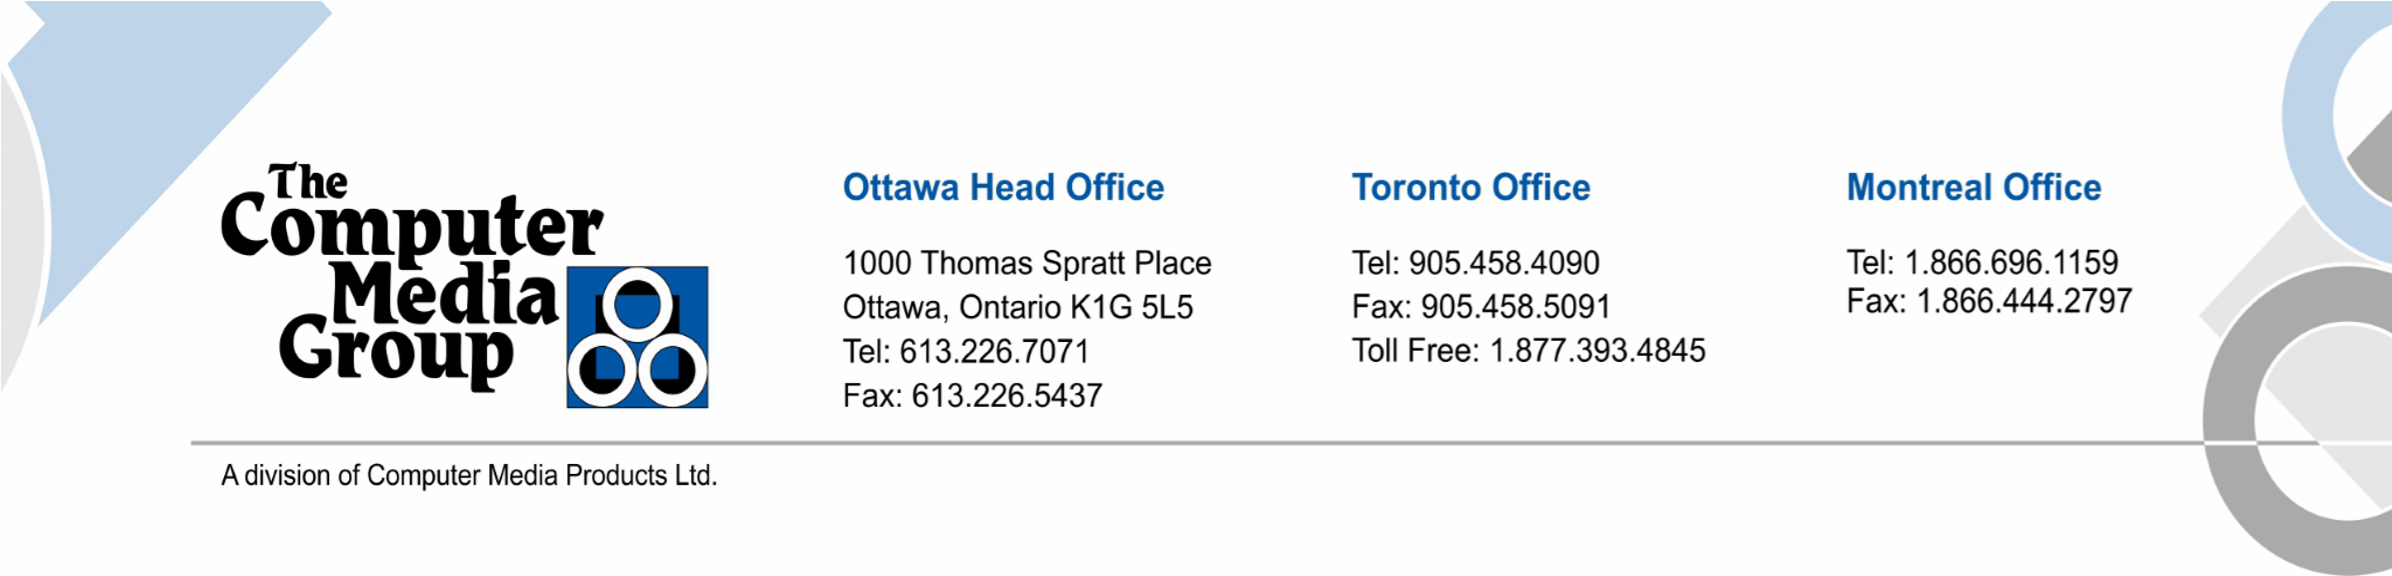 The
Computer
Media
Group
A division of Computer Media Products Ltd.
Ottawa Head Office
1000 Thomas Spratt Place
Ottawa, Ontario K1G 5L5
Tel: 613.226.7071
Fax: 613.226.5437
Toronto Office
Tel: 905.458.4090
Fax: 905.458.5091
Toll Free: 1.877.393.4845
Montreal Office
Tel: 1.866.696.1159
Fax: 1.866.444.2797